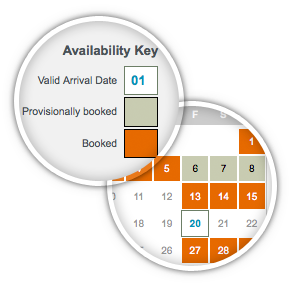 Availability Key
Valid Arrival Date 01
Provisionally booked
Booked
F S
1
5 6 7 8
11 12 13 14 15
18 19 20 21 22
25 26 27 28